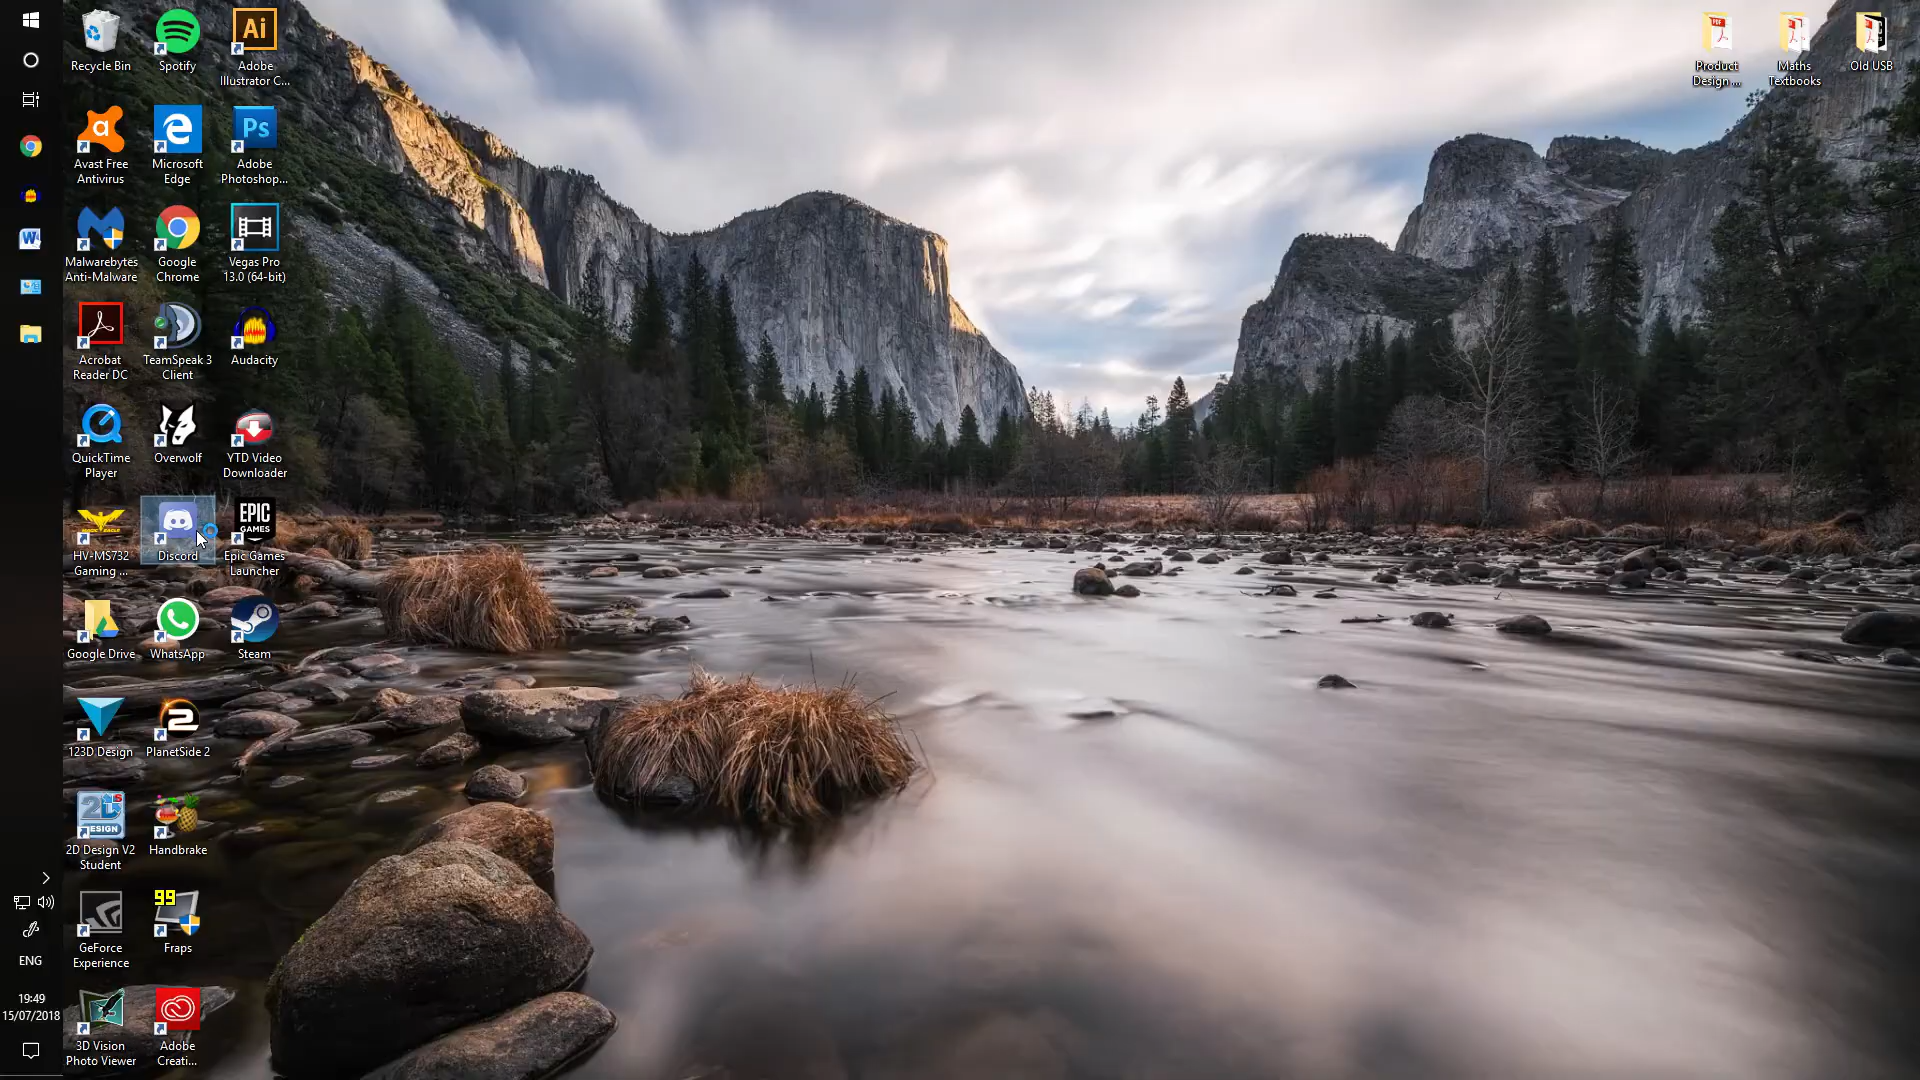 Recycle Bin
Spotify
Ai
Adobe
Illustrator C...
Avast Free
Antivirus
Microsoft
Edge
Ps
Adobe
Photoshop...
Malwarebytes
Anti-Malware
Google
Chrome
Vegas Pro
13.0 (64-bit)
Acrobat
Reader DC
TeamSpeak 3
Client
Audacity
QuickTime
Player
Overwolf
YTD Video
Downloader
HV-MS732
Gaming ...
Discord
EPIC
GAMES
Epic Games
Launcher
Google Drive
WhatsApp
Steam
123D Design
2
PlanetSide 2
2D
DESIGN
2D Design V2
Student
Handbrake
GeForce
Experience
99
Fraps
3D Vision
Photo Viewer
Adobe
Creati...
Product
Design ...
Maths
Textbooks
Old USB
W
ENG
19:49
15/07/2018